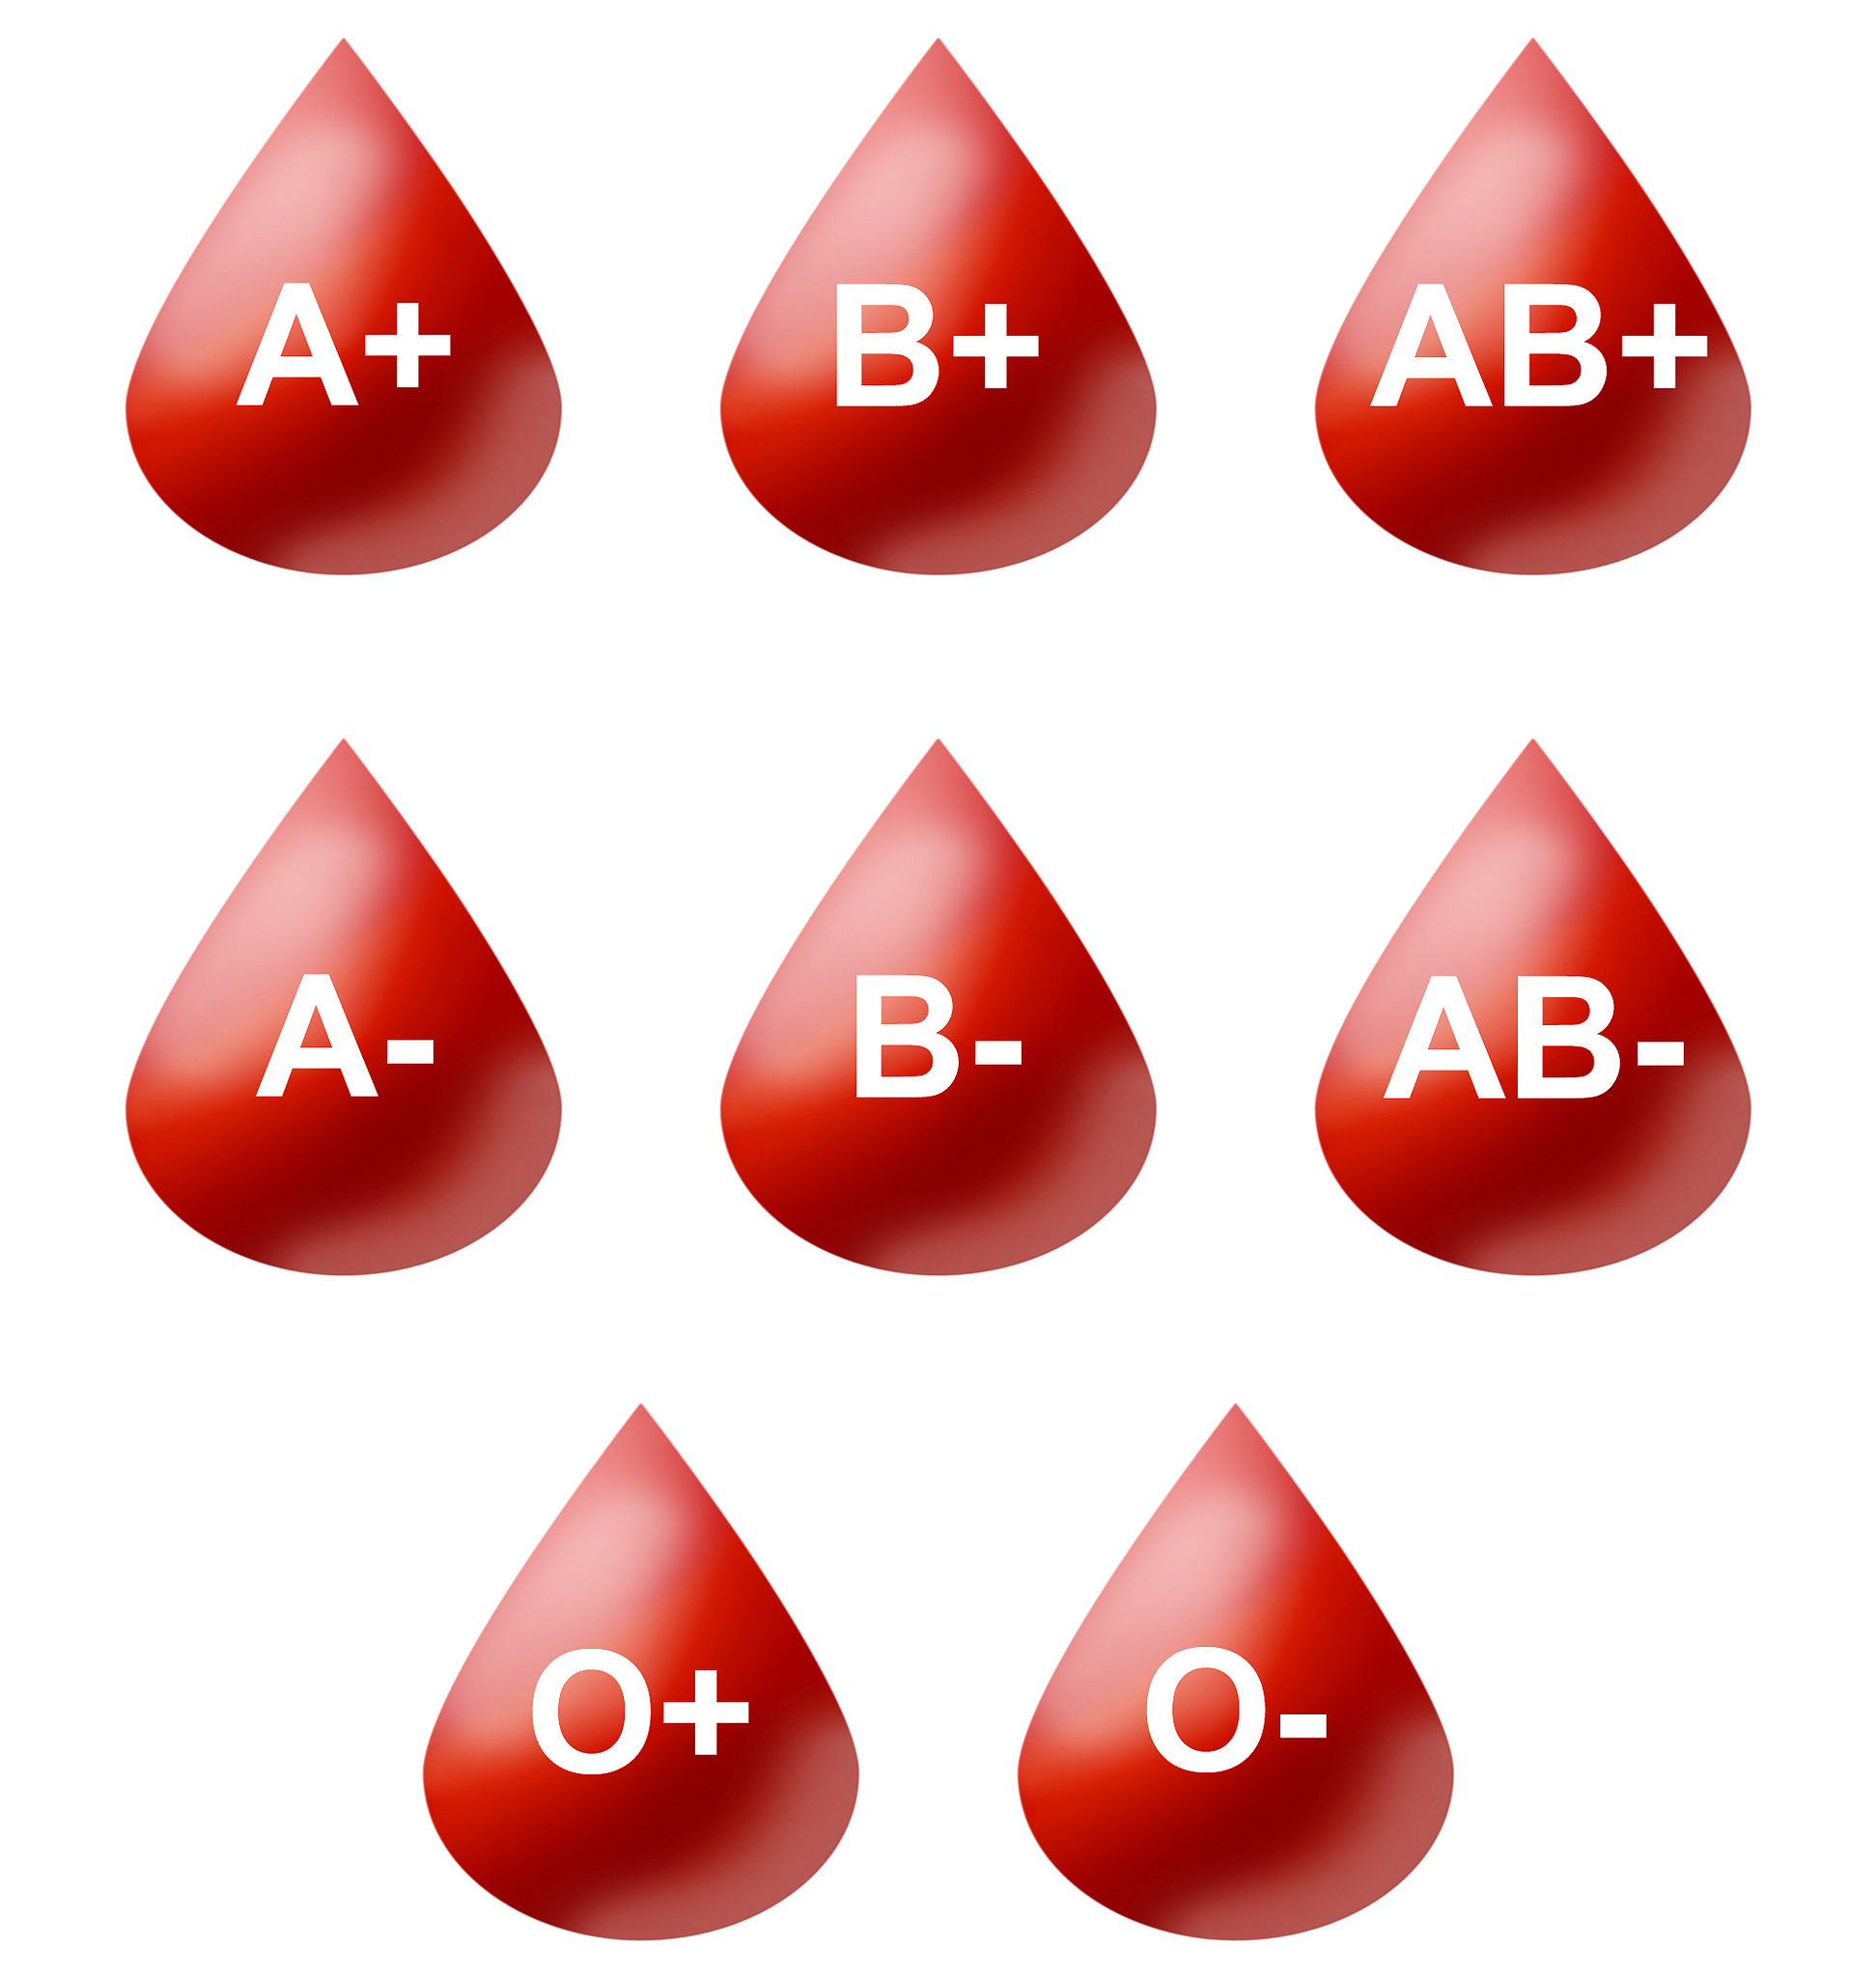 A+ B+ AB+
A- B- AB-
O+ O-